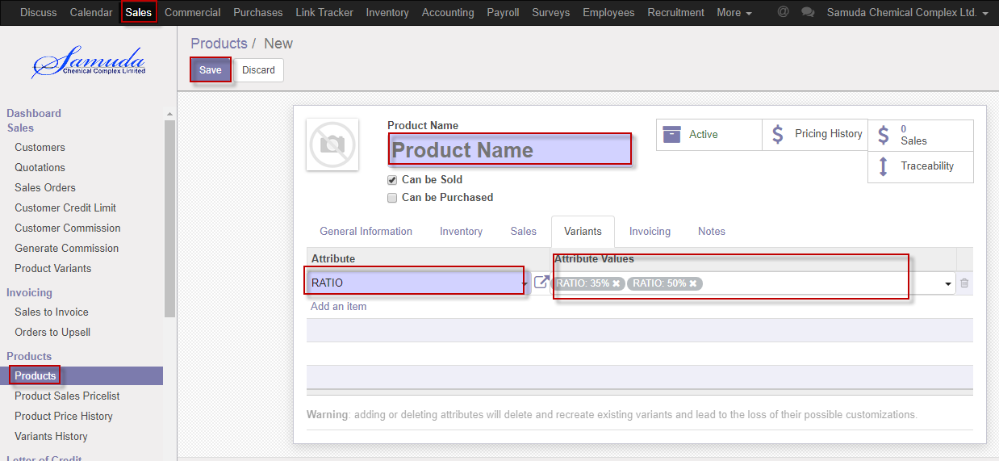 Discuss Calendar Sales Commercial Purchases Link Tracker Inventory Accounting Payroll Surveys Employees Recruitment More @ Samuda Chemical Complex Ltd.
Samuda
Chemical Complex Limited
Products / New
Save Discard
Dashboard
Sales
Customers
Quotations
Sales Orders
Customer Credit Limit
Customer Commission
Generate Commission
Product Variants
Invoicing
Sales to Invoice
Orders to Upsell
Products
Products
Product Sales Pricelist
Product Price History
Variants History
Letter of Credit
Product Name
Product Name
Can be Sold
Can be Purchased
Active
Pricing History
0
Sales
Traceability
General Information Inventory Sales Variants Invoicing Notes
Attribute Attribute Values
RATIO RATIO: 35% ✖ RATIO: 50% ✖
Add an item
Warning: adding or deleting attributes will delete and recreate existing variants and lead to the loss of their possible customizations.